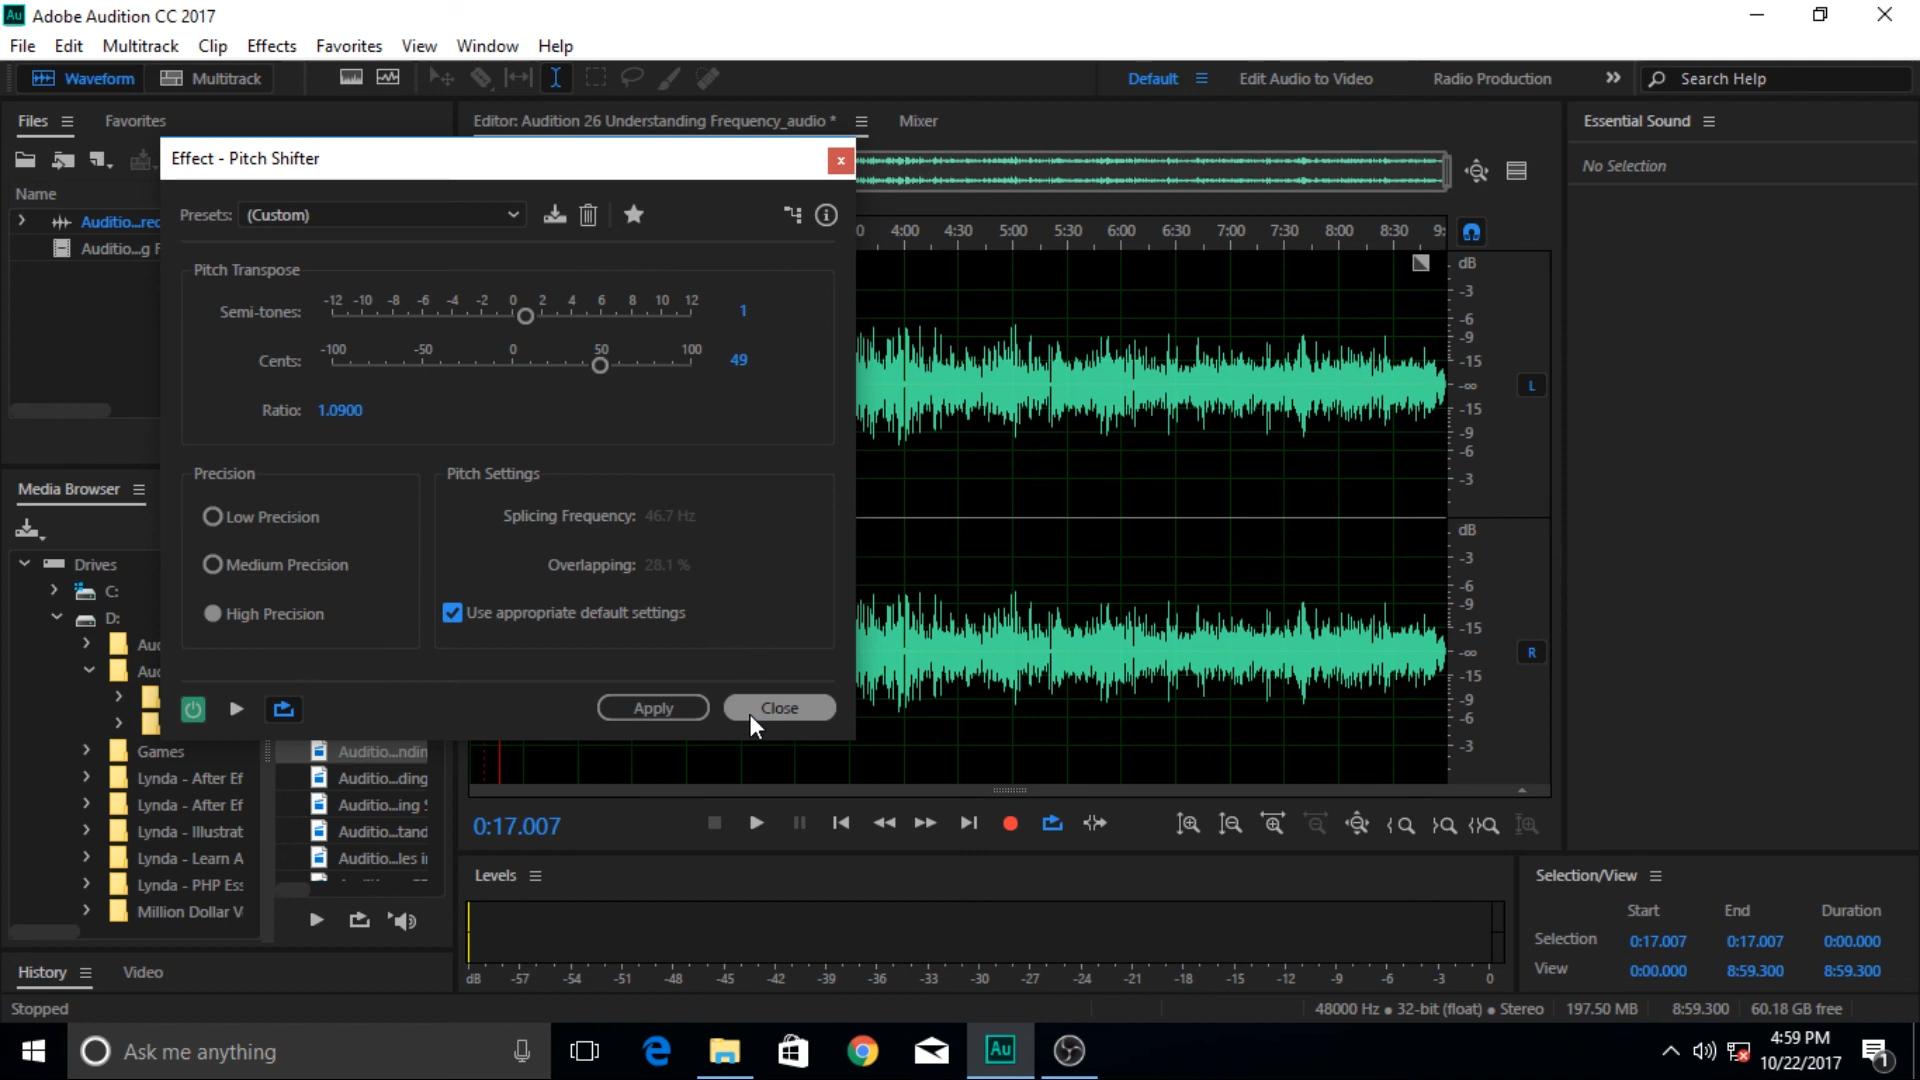 Au Adobe Audition CC 2017
File Edit Multitrack Clip Effects Favorites View Window Help
Waveform Multitrack Default Edit Audio to Video Radio Production Search Help
Files Favorites Editor: Audition 26 Understanding Frequency_audio * Mixer Essential Sound
Effect - Pitch Shifter x
No Selection
Name
Presets: (Custom)
Auditio...rec
Auditio...g F
0 4:00 4:30 5:00 5:30 6:00 6:30 7:00 7:30 8:00 8:30 9:
Pitch Transpose
-12 -10 -8 -6 -4 -2 0 2 4 6 8 10 12
Semi-tones: 1
-100 -50 0 50 100
Cents: 49
Ratio: 1.0900
dB
-3
-6
-9
-15
-∞
-15
-9
-6
-3
L
dB
-3
-6
-9
-15
-∞
-15
-9
-6
-3
R
Precision Pitch Settings
Low Precision Splicing Frequency: 46.7 Hz
Medium Precision Overlapping: 28.1 %
High Precision Use appropriate default settings
Apply Close
Media Browser
Drives
C:
D:
Auc
Auc
Games
Lynda - After Ef
Lynda - After Ef
Lynda - Illustrat
Lynda - Learn A
Lynda - PHP Ess
Million Dollar V
Auditio...ndin
Auditio...ding
Auditio...ing S
Auditio...tand
Auditio...les i
0:17.007
Levels
dB -57 -54 -51 -48 -45 -42 -39 -36 -33 -30 -27 -24 -21 -18 -15 -12 -9 -6 -3 0
Selection/View
Start End Duration
Selection 0:17.007 0:17.007 0:00.000
View 0:00.000 8:59.300 8:59.300
History Video
Stopped 48000 Hz ● 32-bit (float) ● Stereo 197.50 MB 8:59.300 60.18 GB free
Ask me anything Au
4:59 PM
10/22/2017
1